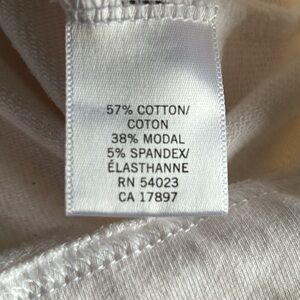 57% COTTON/
COTON
38% MODAL
5% SPANDEX/
ÉLASTHANNE
RN 54023
CA 17897